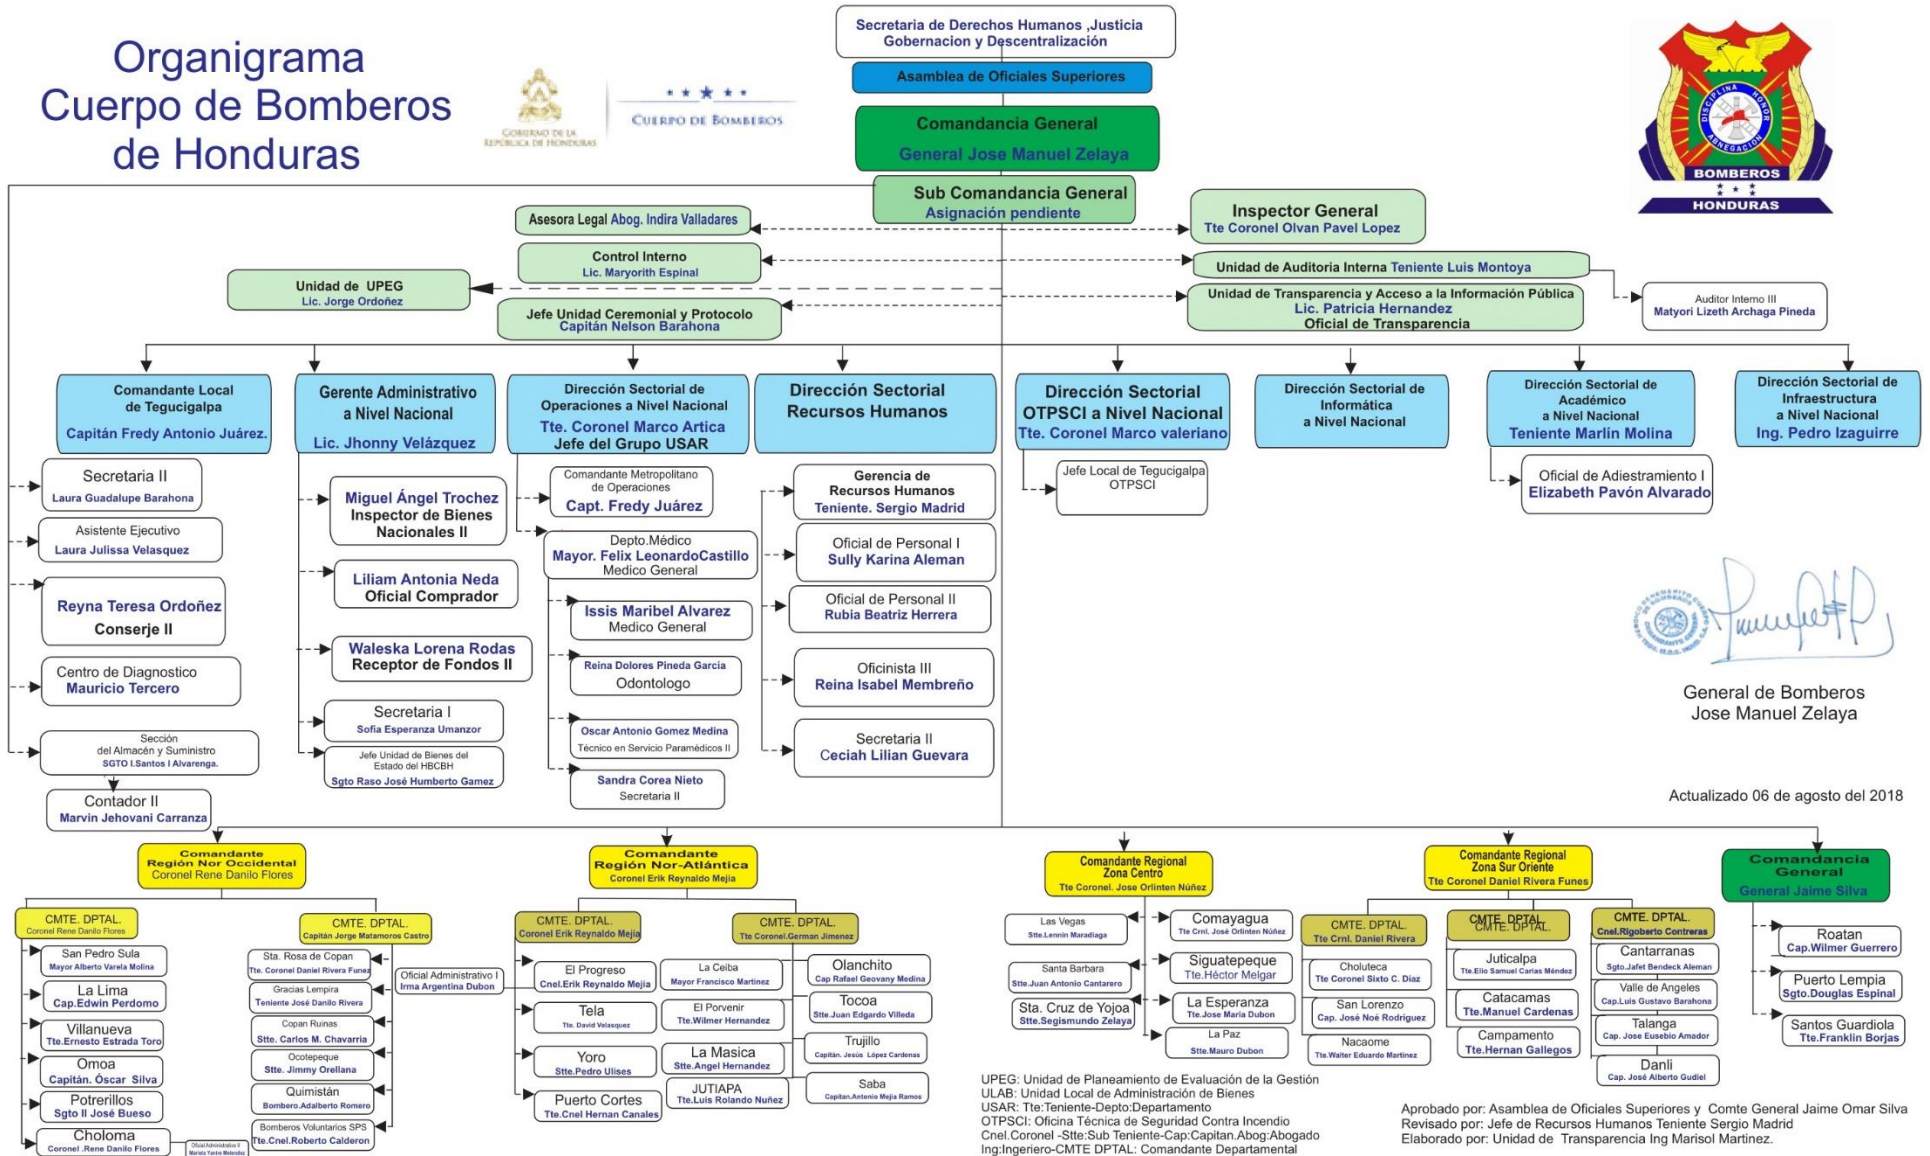 Organigrama
Cuerpo de Bomberos
de Honduras
GOBIERNO DE LA
REPÚBLICA DE HONDURAS
CUERPO DE BOMBEROS
Secretaria de Derechos Humanos ,Justicia
Gobernacion y Descentralización
Asamblea de Oficiales Superiores
Comandancia General
General Jose Manuel Zelaya
Sub Comandancia General
Asignación pendiente
DISCIPLINA HONOR
ABNEGACION
BOMBEROS
HONDURAS
Asesora Legal Abog. Indira Valladares
Inspector General
Tte Coronel Olvan Pavel Lopez
Control Interno
Lic. Maryorith Espinal
Unidad de Auditoria Interna Teniente Luis Montoya
Unidad de UPEG
Lic. Jorge Ordoñez
Unidad de Transparencia y Acceso a la Información Pública
Lic. Patricia Hernandez
Oficial de Transparencia
Auditor Interno III
Matyori Lizeth Archaga Pineda
Jefe Unidad Ceremonial y Protocolo
Capitán Nelson Barahona
Comandante Local
de Tegucigalpa
Capitán Fredy Antonio Juárez.
Gerente Administrativo
a Nivel Nacional
Lic. Jhonny Velázquez
Dirección Sectorial de
Operaciones a Nivel Nacional
Tte. Coronel Marco Artica
Jefe del Grupo USAR
Dirección Sectorial
Recursos Humanos
Dirección Sectorial
OTPSCI a Nivel Nacional
Tte. Coronel Marco valeriano
Dirección Sectorial de
Informática
a Nivel Nacional
Dirección Sectorial de
Académico
a Nivel Nacional
Teniente Marlin Molina
Dirección Sectorial de
Infraestructura
a Nivel Nacional
Ing. Pedro Izaguirre
Secretaria II
Laura Guadalupe Barahona
Asistente Ejecutivo
Laura Julissa Velasquez
Reyna Teresa Ordoñez
Conserje II
Centro de Diagnostico
Mauricio Tercero
Sección
del Almacén y Suministro
SGTO I.Santos I Alvarenga.
Contador II
Marvin Jehovani Carranza
Miguel Ángel Trochez
Inspector de Bienes
Nacionales II
Liliam Antonia Neda
Oficial Comprador
Waleska Lorena Rodas
Receptor de Fondos II
Secretaria I
Sofia Esperanza Umanzor
Jefe Unidad de Bienes del
Estado del HBCBH
Sgto Raso José Humberto Gamez
Comandante Metropolitano
de Operaciones
Capt. Fredy Juárez
Depto.Médico
Mayor. Felix LeonardoCastillo
Medico General
Issis Maribel Alvarez
Medico General
Reina Dolores Pineda Garcia
Odontologo
Oscar Antonio Gomez Medina
Técnico en Servicio Paramédicos II
Sandra Corea Nieto
Secretaria II
Gerencia de
Recursos Humanos
Teniente. Sergio Madrid
Oficial de Personal I
Sully Karina Aleman
Oficial de Personal II
Rubia Beatriz Herrera
Oficinista III
Reina Isabel Membreño
Secretaria II
Ceciah Lilian Guevara
Jefe Local de Tegucigalpa
OTPSCI
Oficial de Adiestramiento I
Elizabeth Pavón Alvarado
General de Bomberos
Jose Manuel Zelaya
Actualizado 06 de agosto del 2018
Comandante
Región Nor Occidental
Coronel Rene Danilo Flores
CMTE. DPTAL.
Coronel Rene Danilo Flores
San Pedro Sula
Mayor Alberto Varela Molina
La Lima
Cap.Edwin Perdomo
Villanueva
Tte.Ernesto Estrada Toro
Omoa
Capitán. Óscar Silva
Potrerillos
Sgto II José Bueso
Choloma
Coronel .Rene Danilo Flores
Oficial Administrativo II
CMTE. DPTAL.
Capitán Jorge Matamoros Castro
Sta. Rosa de Copan
Tte. Coronel Daniel Rivera Funez
Gracias Lempira
Teniente José Danilo Rivera
Copan Ruinas
Stte. Carlos M. Chavarria
Ocotepeque
Stte. Jimmy Orellana
Quimistán
Bombero.Adalberto Romero
Bomberos Voluntarios SPS
Tte.Cnel.Roberto Calderon
Comandante
Región Nor-Atlántica
Coronel Erik Reynaldo Mejia
CMTE. DPTAL.
Coronel Erik Reynaldo Mejia
Oficial Administrativo I
Irma Argentina Dubon
El Progreso
Cnel.Erik Reynaldo Mejia
Tela
Tte. David Velasquez
Yoro
Stte.Pedro Ulises
Puerto Cortes
Tte.Cnel Hernan Canales
CMTE. DPTAL.
Tte Coronel.German Jimenez
La Ceiba
Mayor Francisco Martinez
El Porvenir
Tte.Wilmer Hernandez
La Masica
Stte.Angel Hernandez
JUTIAPA
Tte.Luis Rolando Nuñez
Olanchito
Cap Rafael Geovany Medina
Tocoa
Stte.Juan Edgardo Villeda
Trujillo
Capitán. Jesús López Cardenas
Saba
Capitan.Antonio Mejia Ramos
Comandante Regional
Zona Centro
Tte Coronel. Jose Orlinten Núñez
Las Vegas
Stte.Lennin Maradiaga
Santa Barbara
Stte.Juan Antonio Cantarero
Sta. Cruz de Yojoa
Stte.Segismundo Zelaya
Comayagua
Tte Crnl. José Orlinten Núñez
Siguatepeque
Tte.Héctor Melgar
La Esperanza
Tte.Jose Maria Dubon
La Paz
Stte.Mauro Dubon
Comandante Regional
Zona Sur Oriente
Tte Coronel Daniel Rivera Funes
CMTE. DPTAL.
Tte Crnl. Daniel Rivera
Choluteca
Tte Coronel Sixto C. Díaz
San Lorenzo
Cap. José Noé Rodriguez
Nacaome
Tte.Walter Eduardo Martinez
CMTE. DPTAL.
CMTE. DPTAL.
Juticalpa
Tte.Elio Samuel Carias Méndez
Catacamas
Tte.Manuel Cardenas
Campamento
Tte.Hernan Gallegos
CMTE. DPTAL.
Cnel.Rigoberto Contreras
Cantarranas
Sgto.Jafet Bendeck Aleman
Valle de Angeles
Cap.Luis Gustavo Barahona
Talanga
Cap. Jose Eusebio Amador
Danli
Cap. José Alberto Gudiel
Comandancia
General
General Jaime Silva
Roatan
Cap.Wilmer Guerrero
Puerto Lempia
Sgto.Douglas Espinal
Santos Guardiola
Tte.Franklin Borjas
UPEG: Unidad de Planeamiento de Evaluación de la Gestión
ULAB: Unidad Local de Administración de Bienes
USAR: Tte:Teniente-Depto:Departamento
OTPSCI: Oficina Técnica de Seguridad Contra Incendio
Cnel.Coronel -Stte:Sub Teniente-Cap:Capitan.Abog:Abogado
Ing:Ingeriero-CMTE DPTAL: Comandante Departamental
Aprobado por: Asamblea de Oficiales Superiores y Comte General Jaime Omar Silva
Revisado por: Jefe de Recursos Humanos Teniente Sergio Madrid
Elaborado por: Unidad de Transparencia Ing Marisol Martinez.